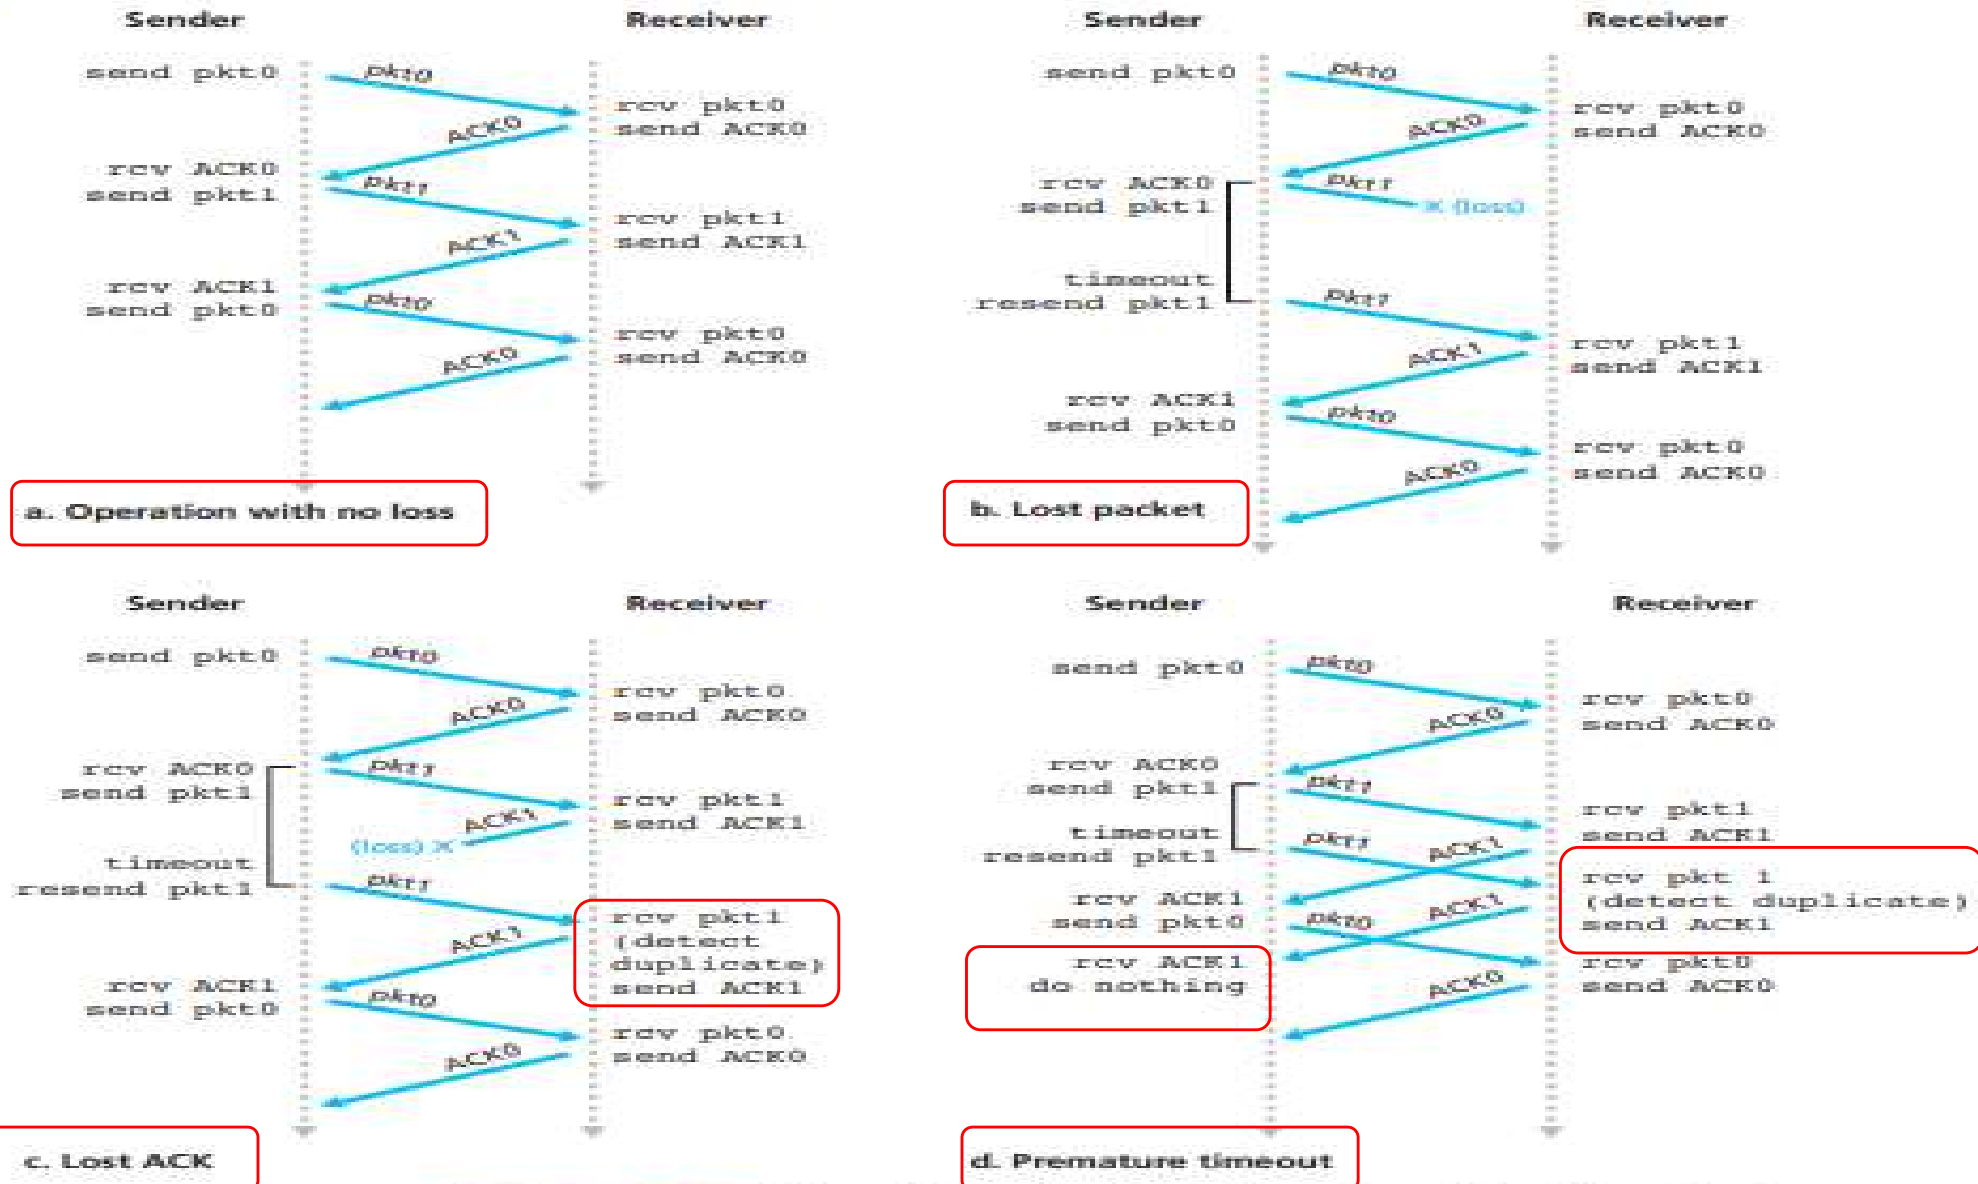 Sender
Receiver
send pkt0
pkt0
rcv pkt0
send ACK0
ACK0
rcv ACK0
send pkt1
pkt1
rcv pkt1
send ACK1
ACK1
rcv ACK1
send pkt0
pkt0
rcv pkt0
send ACK0
ACK0
a. Operation with no loss
Sender
Receiver
send pkt0
pkt0
rcv pkt0
send ACK0
ACK0
rcv ACK0
send pkt1
pkt1
X (loss)
timeout
resend pkt1
pkt1
rcv pkt1
send ACK1
ACK1
rcv ACK1
send pkt0
pkt0
rcv pkt0
send ACK0
ACK0
b. Lost packet
Sender
Receiver
send pkt0
pkt0
rcv pkt0
send ACK0
ACK0
rcv ACK0
send pkt1
pkt1
rcv pkt1
send ACK1
ACK1
(loss) X
timeout
resend pkt1
pkt1
rcv pkt1
(detect
duplicate)
send ACK1
ACK1
rcv ACK1
send pkt0
pkt0
rcv pkt0
send ACK0
ACK0
c. Lost ACK
Sender
Receiver
send pkt0
pkt0
rcv pkt0
send ACK0
ACK0
rcv ACK0
send pkt1
pkt1
rcv pkt1
send ACK1
ACK1
timeout
resend pkt1
pkt1
rcv pkt 1
(detect duplicate)
send ACK1
ACK1
rcv ACK1
send pkt0
pkt0
rcv ACK1
do nothing
rcv pkt0
send ACK0
ACK0
d. Premature timeout